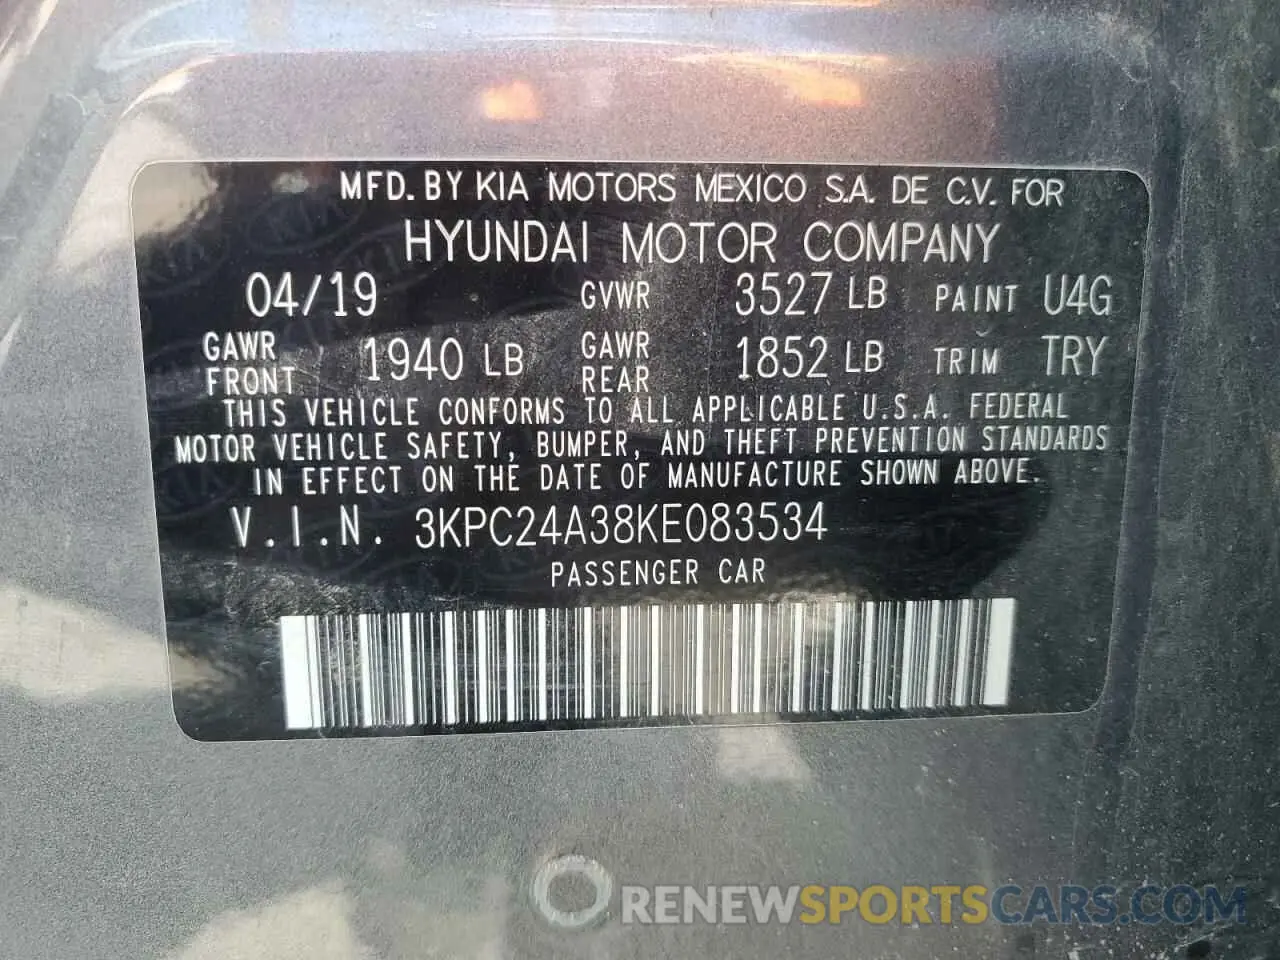 MFD. BY KIA MOTORS MEXICO S.A. DE C.V. FOR
HYUNDAI MOTOR COMPANY
04/19 GVWR 3527 LB PAINT U4G
GAWR FRONT 1940 LB GAWR REAR 1852 LB TRIM TRY
THIS VEHICLE CONFORMS TO ALL APPLICABLE U.S.A. FEDERAL
MOTOR VEHICLE SAFETY, BUMPER, AND THEFT PREVENTION STANDARDS
IN EFFECT ON THE DATE OF MANUFACTURE SHOWN ABOVE.
V.I.N. 3KPC24A38KE083534
PASSENGER CAR
RENEWSPORTSCARS.COM